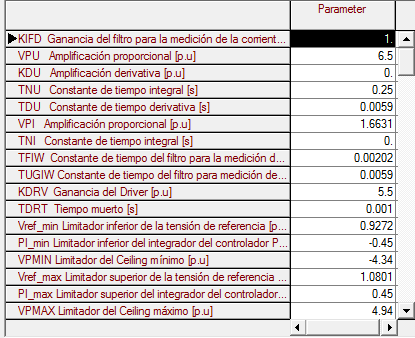 Parameter
KIFD Ganancia del filtro para la medición de la corrient... 1.
VPU Amplificación proporcional [p.u] 6.5
KDU Amplificación derivativa [p.u] 0.
TNU Constante de tiempo integral [s] 0.25
TDU Constante de tiempo derivativa [s] 0.0059
VPI Amplificación proporcional [p.u] 1.6631
TNI Constante de tiempo integral [s] 0.
TFIW Constante de tiempo del filtro para la medición d... 0.00202
TUGIW Constante de tiempo del filtro para medición de... 0.0059
KDRV Ganancia del Driver [p.u] 5.5
TDRT Tiempo muerto [s] 0.001
Vref_min Limitador inferior de la tensión de referencia [p... 0.9272
PI_min Limitador inferior del integrador del controlador P... -0.45
VPMIN Limitador del Ceiling mínimo [p.u] -4.34
Vref_max Limitador superior de la tensión de referencia ... 1.0801
PI_max Limitador superior del integrador del controlador... 0.45
VPMAX Limitador del Ceiling máximo [p.u] 4.94